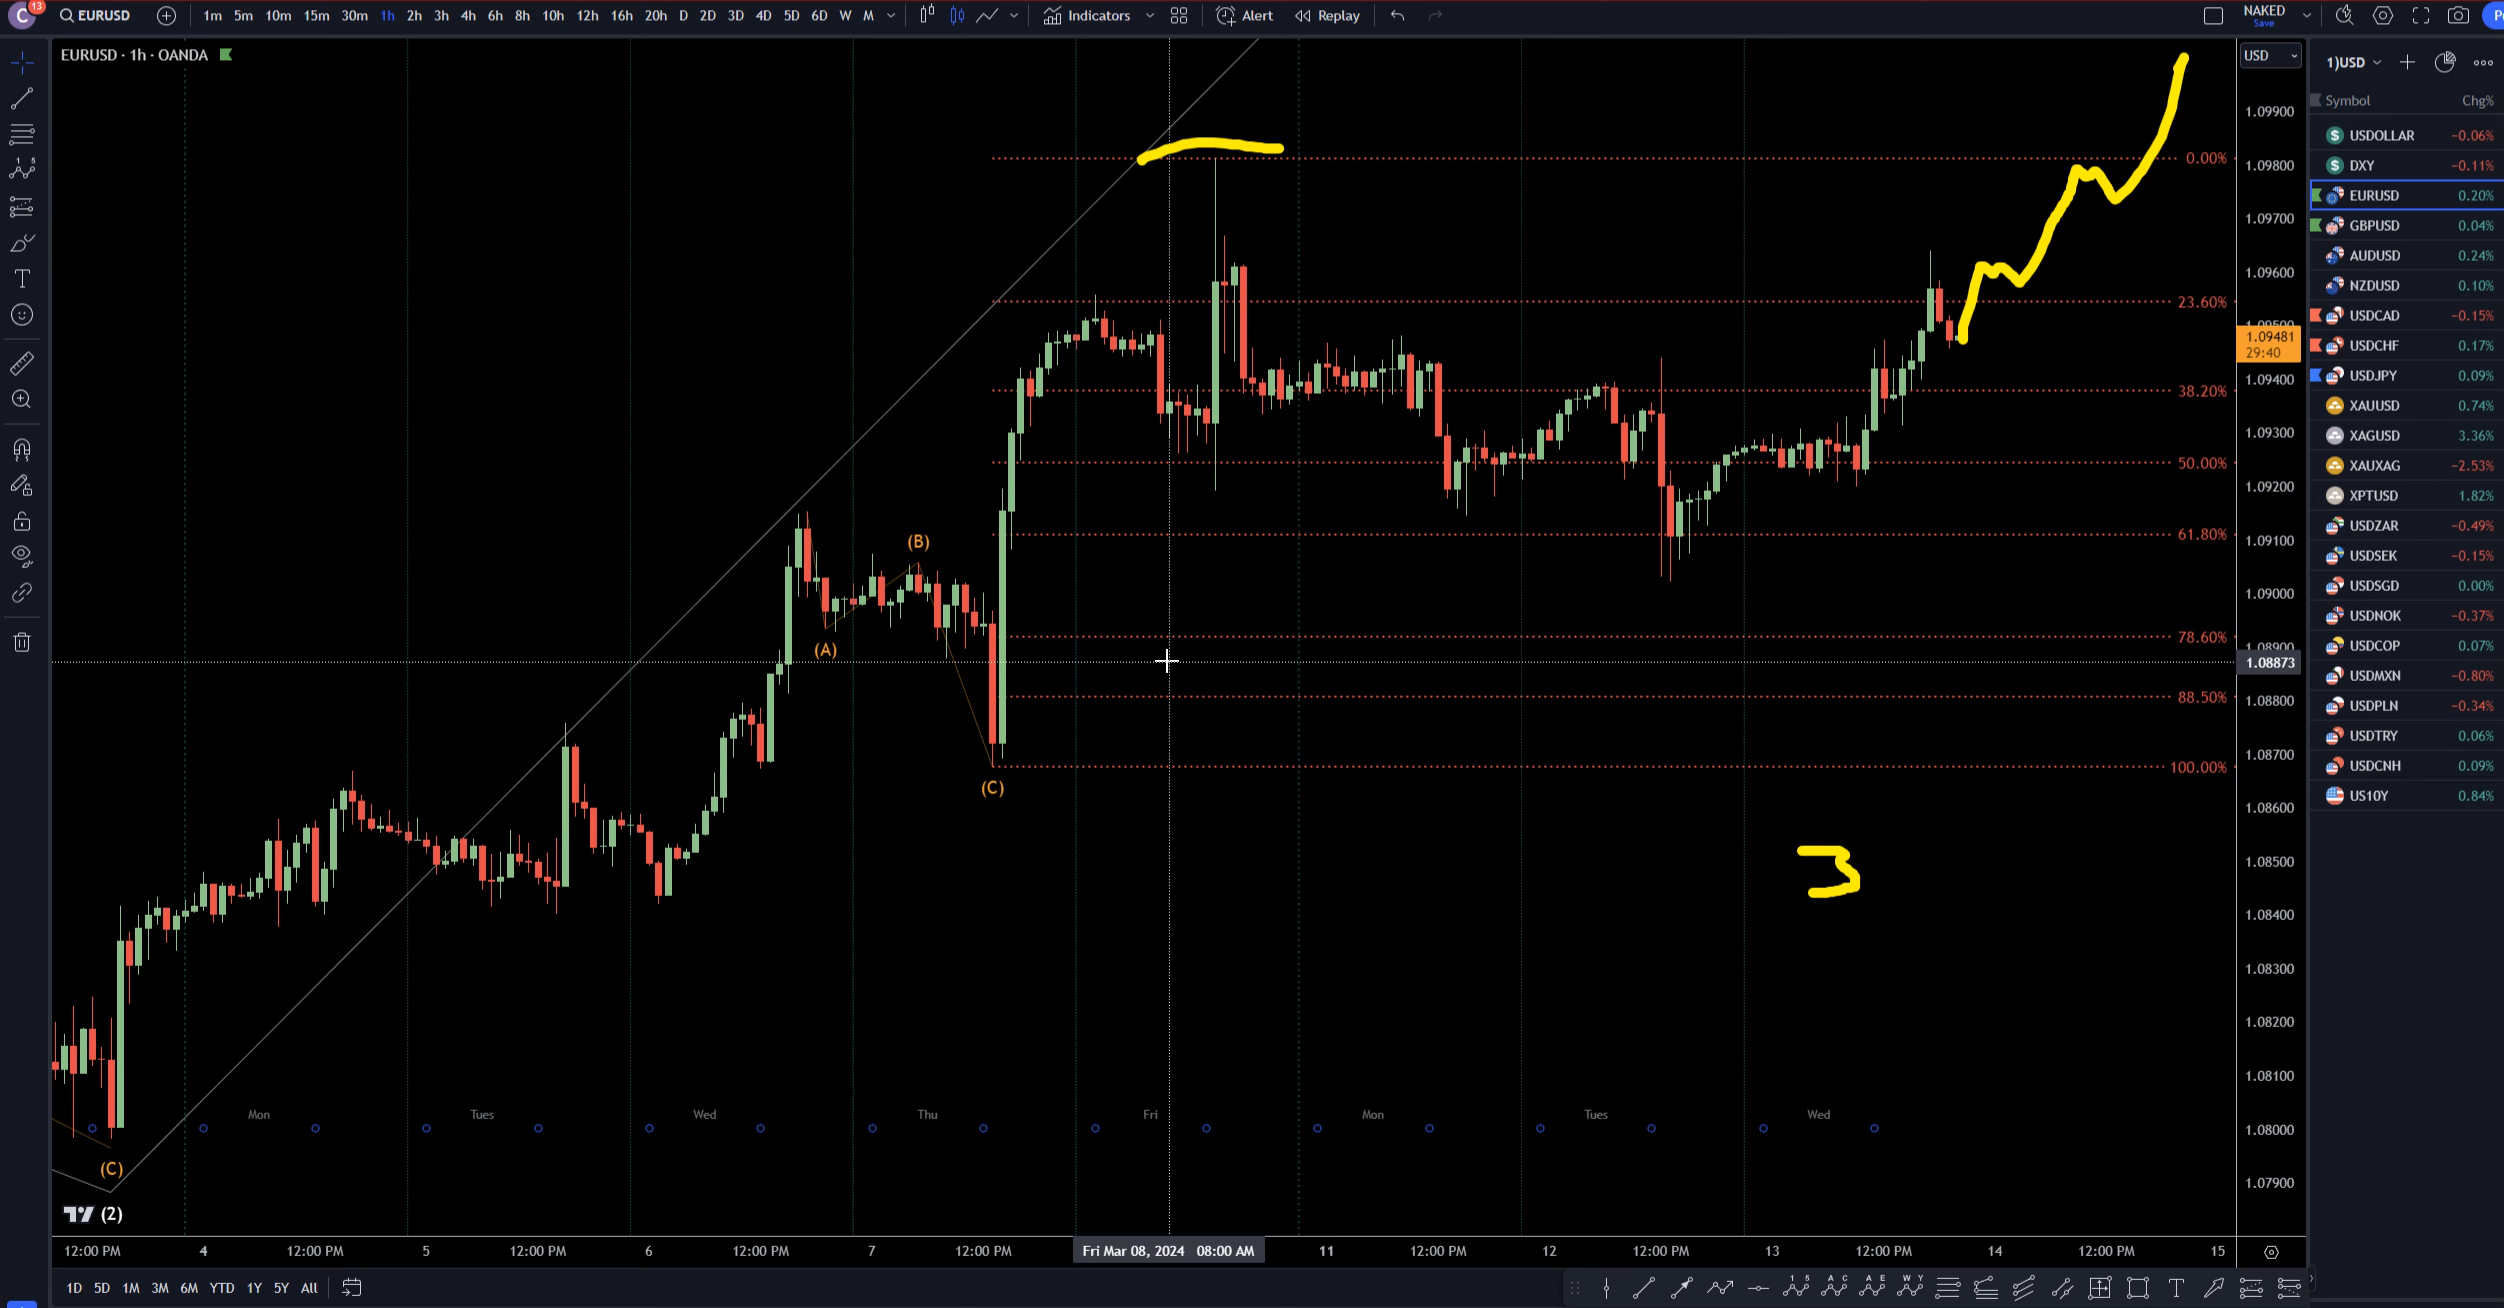 C 13 EURUSD 1m 5m 10m 15m 30m 1h 2h 3h 4h 6h 8h 10h 12h 16h 20h D 2D 3D 4D 5D 6D W M Indicators Alert Replay NAKED
Save
EURUSD · 1h · OANDA
USD
1)USD
Symbol Chg%
USDOLLAR −0.06%
DXY −0.11%
EURUSD 0.20%
GBPUSD 0.04%
AUDUSD 0.24%
NZDUSD 0.10%
USDCAD −0.15%
USDCHF 0.17%
USDJPY 0.09%
XAUUSD 0.74%
XAGUSD 3.36%
XAUXAG −2.53%
XPTUSD 1.82%
USDZAR −0.49%
USDSEK −0.15%
USDSGD 0.00%
USDNOK −0.37%
USDCOP 0.07%
USDMXN −0.80%
USDPLN −0.34%
USDTRY 0.06%
USDCNH 0.09%
US10Y 0.84%
1.09900
1.09800
1.09700
1.09600
1.09481
29:40
1.09400
1.09300
1.09200
1.09100
1.09000
1.08873
1.08800
1.08700
1.08600
1.08500
1.08400
1.08300
1.08200
1.08100
1.08000
1.07900
0.00%
23.60%
38.20%
50.00%
61.80%
78.60%
88.50%
100.00%
(B)
(A)
(C)
3
(C)
Mon Tues Wed Thu Fri Mon Tues Wed
(2)
12:00 PM 4 12:00 PM 5 12:00 PM 6 12:00 PM 7 12:00 PM Fri Mar 08, 2024 08:00 AM 11 12:00 PM 12 12:00 PM 13 12:00 PM 14 12:00 PM 15
1D 5D 1M 3M 6M YTD 1Y 5Y All